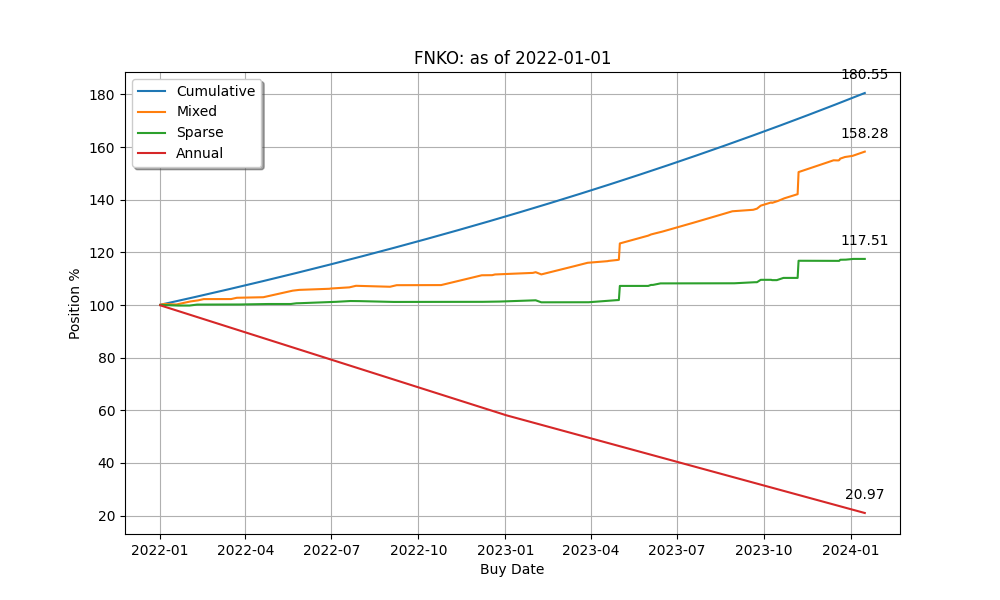 FNKO: as of 2022-01-01
180.55
Cumulative
Mixed
Sparse
Annual
158.28
117.51
20.97
180
160
140
120
100
80
60
40
20
Position %
2022-01 2022-04 2022-07 2022-10 2023-01 2023-04 2023-07 2023-10 2024-01
Buy Date